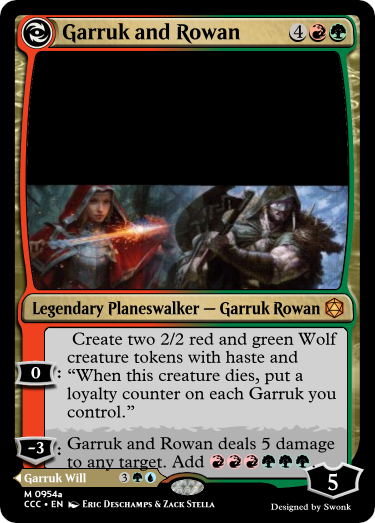 Garruk and Rowan 4
Legendary Planeswalker — Garruk Rowan
Create two 2/2 red and green Wolf
creature tokens with haste and
0: “When this creature dies, put a
loyalty counter on each Garruk you
control.”
-3: Garruk and Rowan deals 5 damage
to any target. Add .
Garruk Will 3
5
M 0954a
CCC • EN Eric Deschamps & Zack Stella
Designed by Swonk